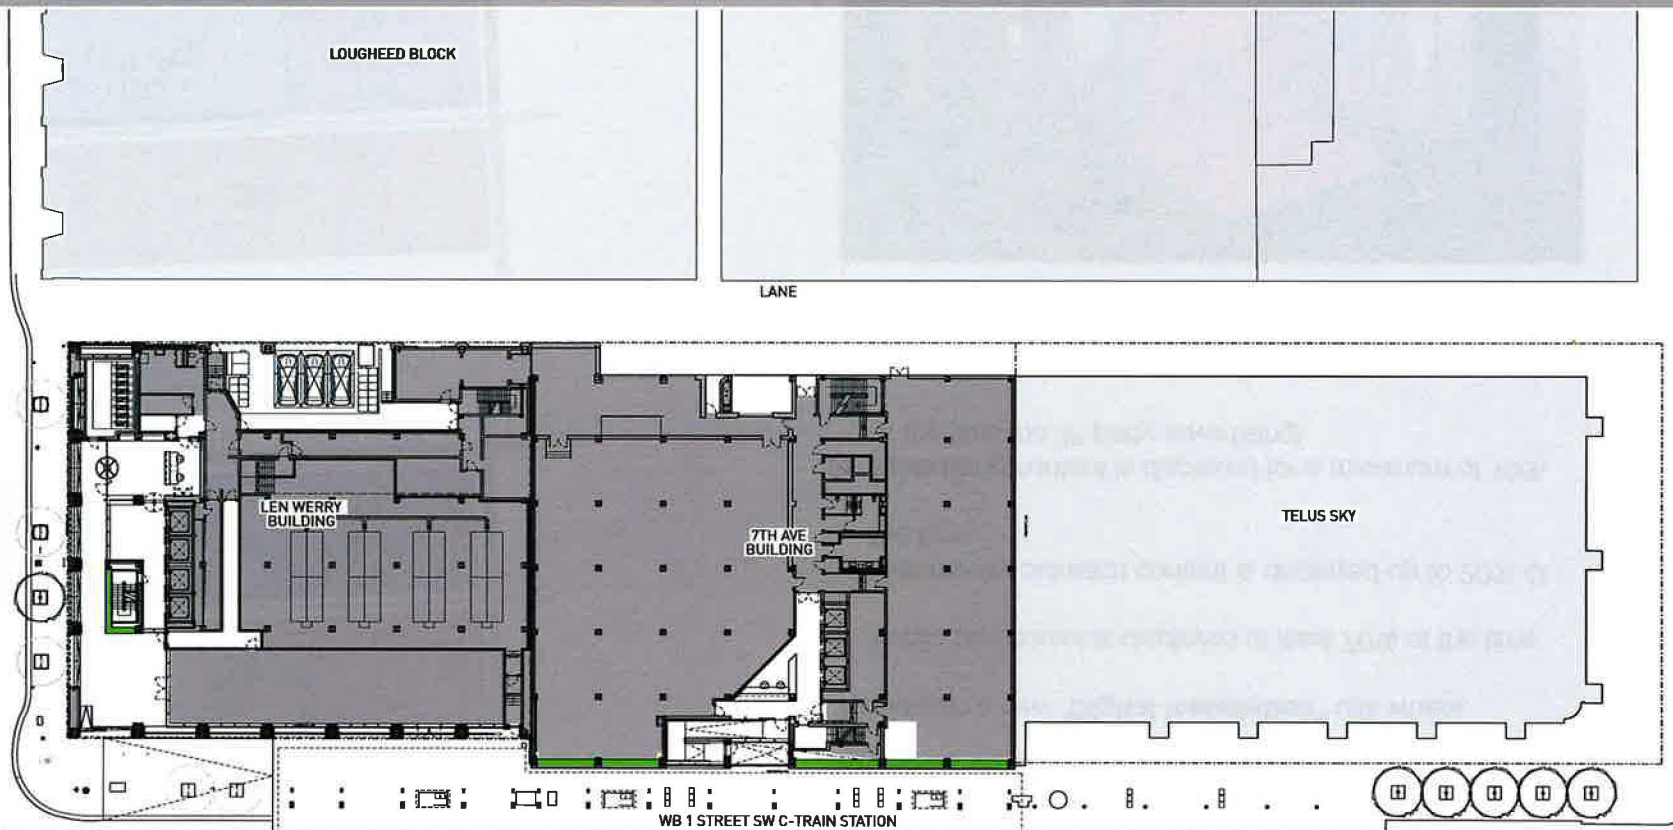 LOUGHEED BLOCK
LANE
LEN WERRY
BUILDING
7TH AVE
BUILDING
TELUS SKY
WB 1 STREET SW C-TRAIN STATION